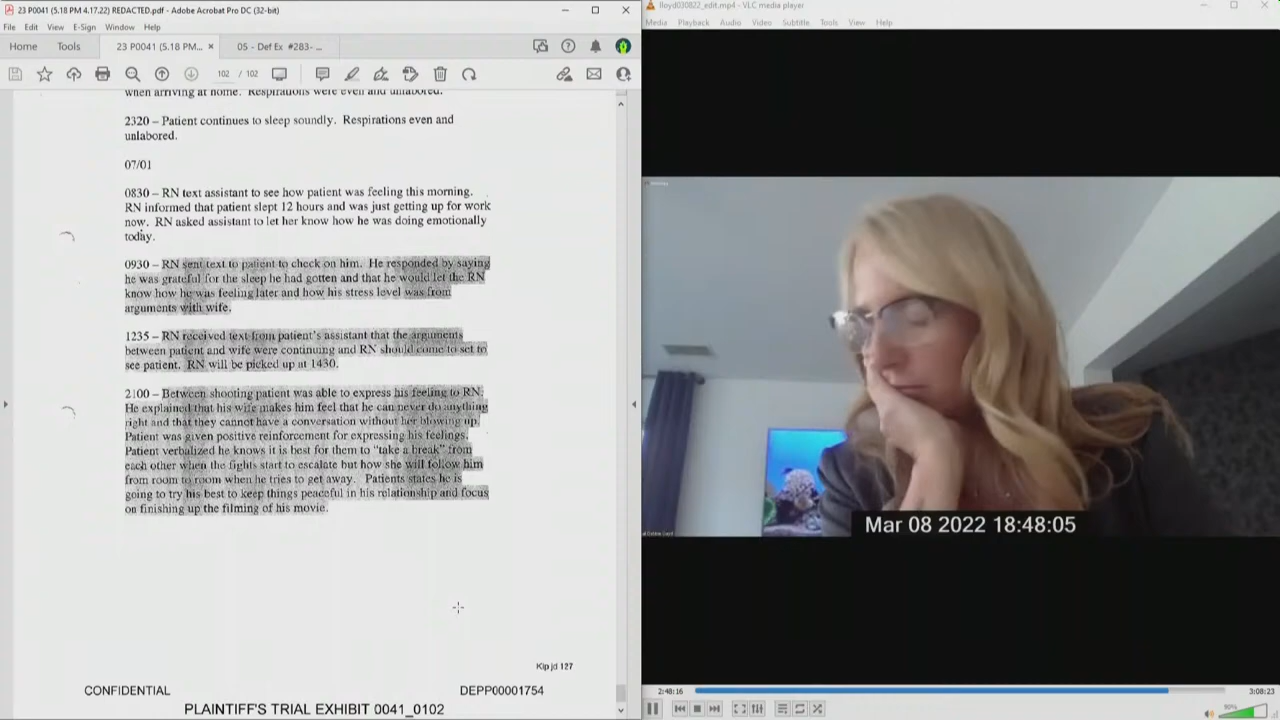 23 P0041 (5.18 PM 4.17.22) REDACTED.pdf - Adobe Acrobat Pro DC (32-bit)
File Edit View E-Sign Window Help
Home Tools 23 P0041 (5.18 PM... × 05 - Def Ex #283- ...
102 / 102
when arriving at home. Respirations were even and unlabored.
2320 – Patient continues to sleep soundly. Respirations even and
unlabored.
07/01
0830 – RN text assistant to see how patient was feeling this morning.
RN informed that patient slept 12 hours and was just getting up for work
now. RN asked assistant to let her know how he was doing emotionally
today.
0930 – RN sent text to patient to check on him. He responded by saying
he was grateful for the sleep he had gotten and that he would let the RN
know how he was feeling later and how his stress level was from
arguments with wife.
1235 – RN received text from patient's assistant that the arguments
between patient and wife were continuing and RN should come to set to
see patient. RN will be picked up at 1430.
2100 – Between shooting patient was able to express his feeling to RN.
He explained that his wife makes him feel that he can never do anything
right and that they cannot have a conversation without her blowing up.
Patient was given positive reinforcement for expressing his feelings.
Patient verbalized he knows it is best for them to "take a break" from
each other when the fights start to escalate but how she will follow him
from room to room when he tries to get away. Patients states he is
going to try his best to keep things peaceful in his relationship and focus
on finishing up the filming of his movie.
Kip jd 127
CONFIDENTIAL DEPP00001754
PLAINTIFF'S TRIAL EXHIBIT 0041_0102
lloyd030822_edit.mp4 - VLC media player
Media Playback Audio Video Subtitle Tools View Help
Mar 08 2022 18:48:05
2:48:16 3:08:23